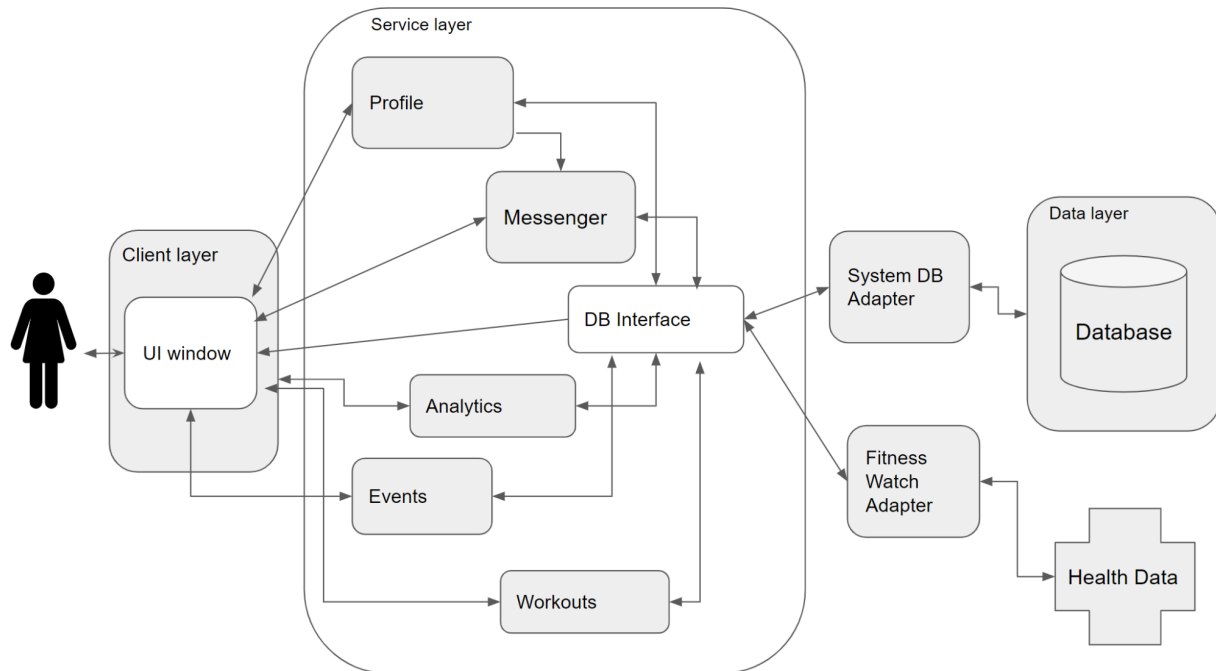 Service layer
Profile
Messenger
Client layer
UI window
DB Interface
Analytics
Events
Workouts
System DB
Adapter
Data layer
Database
Fitness
Watch
Adapter
Health Data